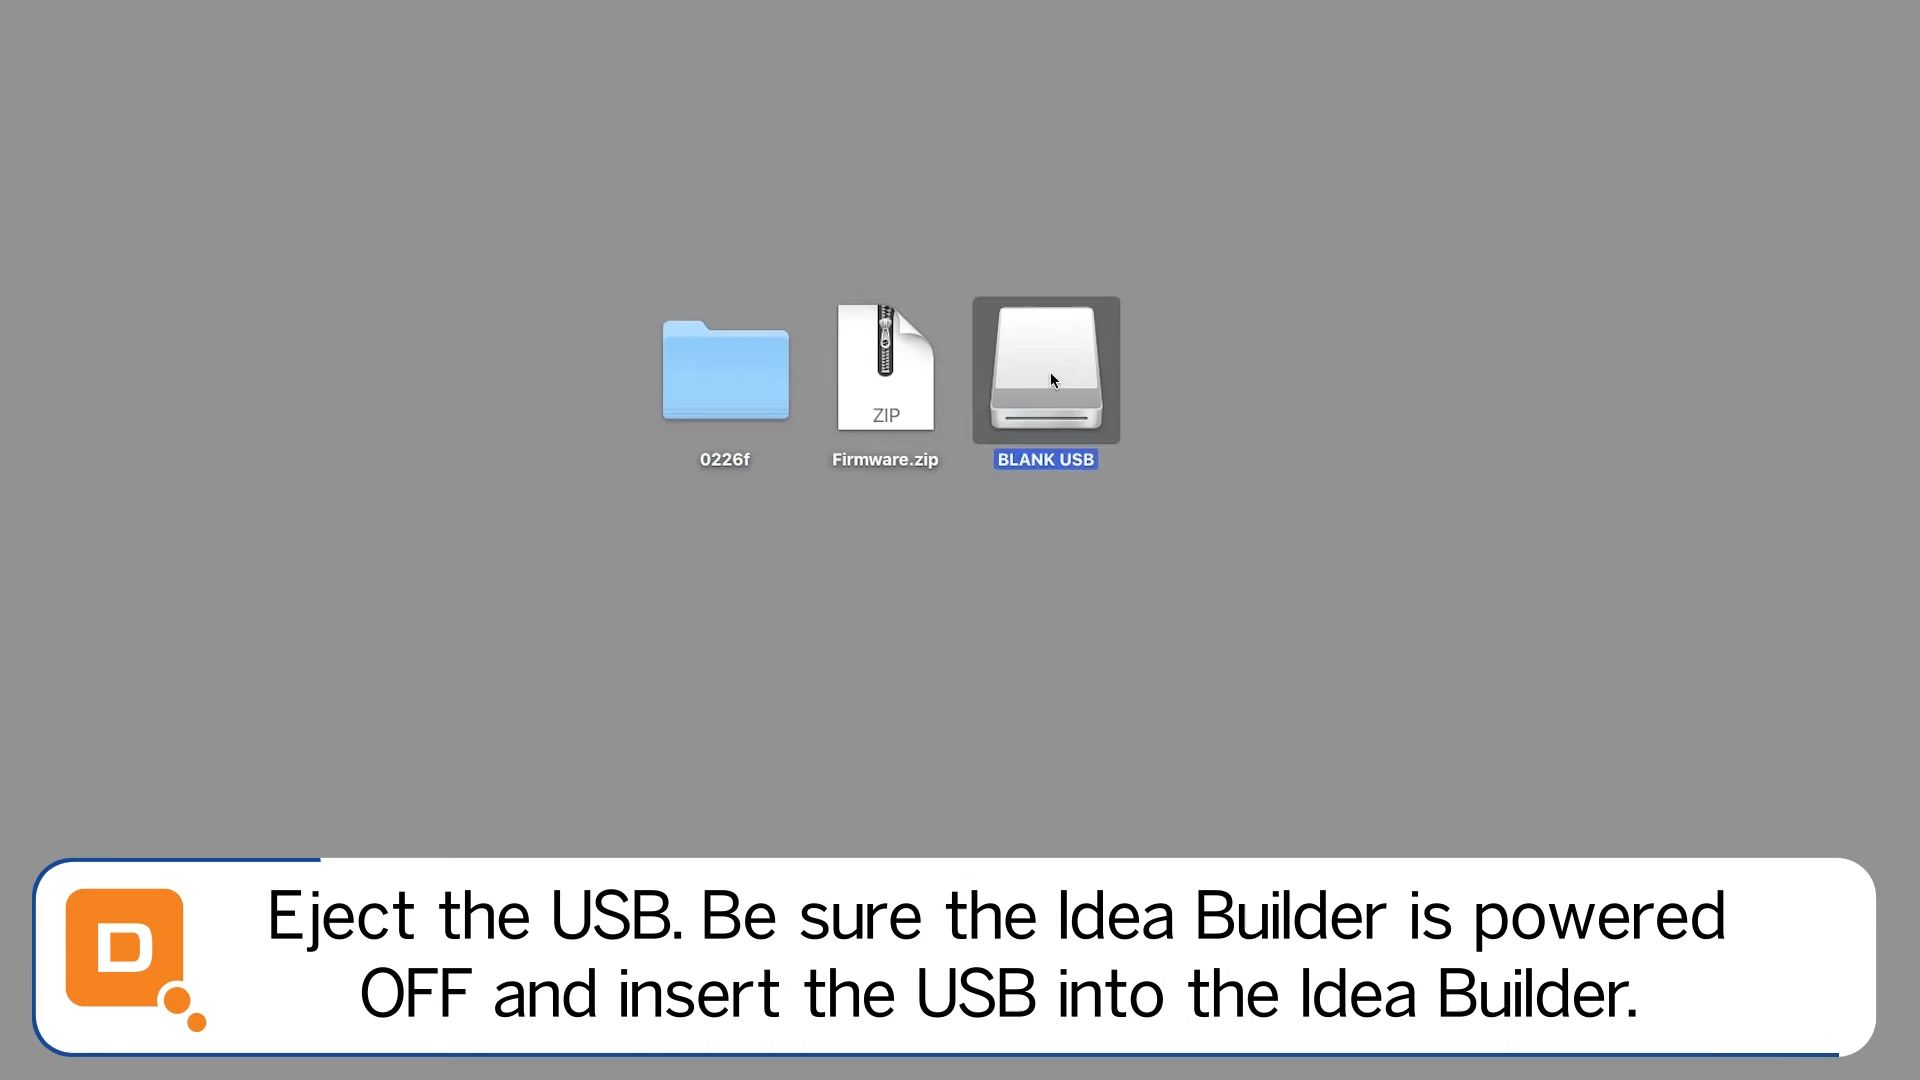 ZIP
0226f
Firmware.zip
BLANK USB
D
Eject the USB. Be sure the Idea Builder is powered
OFF and insert the USB into the Idea Builder.